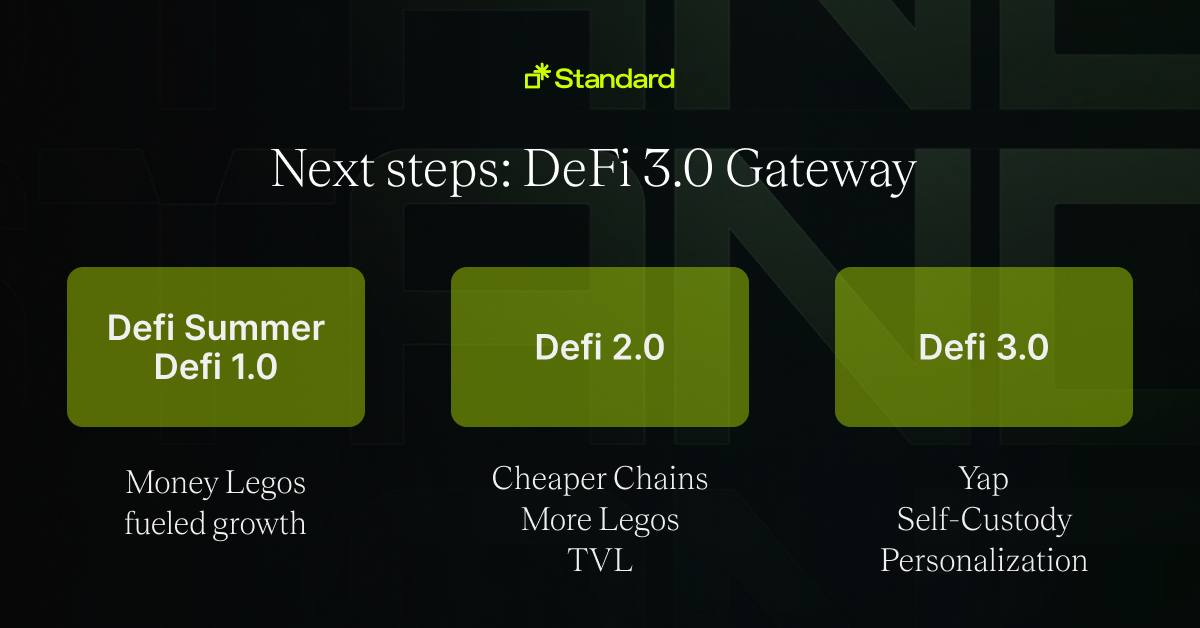 Standard
Next steps: DeFi 3.0 Gateway
Defi Summer
Defi 1.0
Money Legos
fueled growth
Defi 2.0
Cheaper Chains
More Legos
TVL
Defi 3.0
Yap
Self-Custody
Personalization